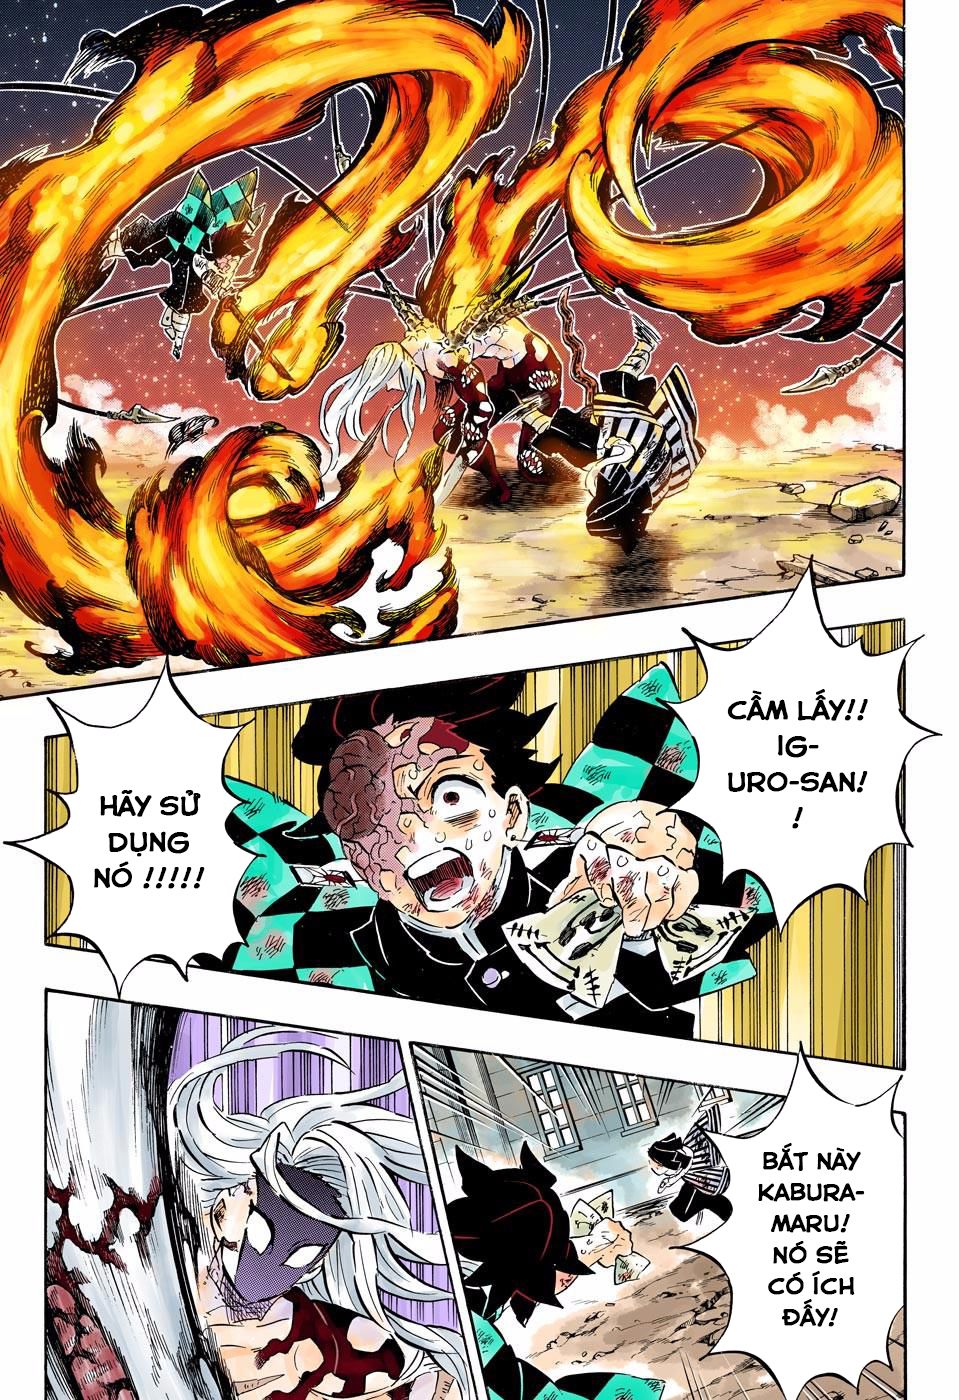 CẦM LẤY!!
IG-
URO-SAN!
!
HÃY SỬ
DỤNG
NÓ !!!!!
BẮT NÀY
KABURA-
MARU!
NÓ SẼ
CÓ ÍCH
ĐẤY!